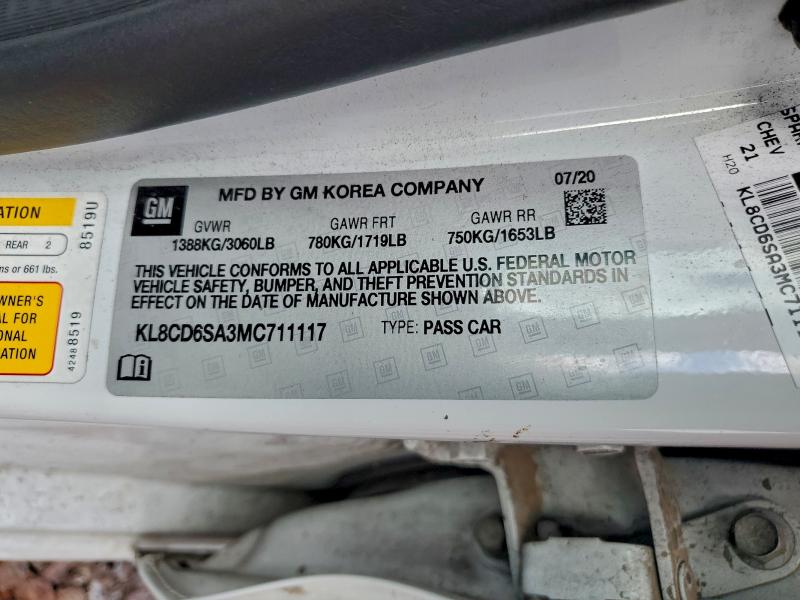 GM
MFD BY GM KOREA COMPANY
07/20
GVWR
1388KG/3060LB
GAWR FRT
780KG/1719LB
GAWR RR
750KG/1653LB
THIS VEHICLE CONFORMS TO ALL APPLICABLE U.S. FEDERAL MOTOR
VEHICLE SAFETY, BUMPER, AND THEFT PREVENTION STANDARDS IN
EFFECT ON THE DATE OF MANUFACTURE SHOWN ABOVE.
KL8CD6SA3MC711117
TYPE: PASS CAR
ATION
REAR 2
ns or 661 lbs.
WNER'S
AL FOR
ONAL
ATION
8519U
42488519
CHEV
21
H20
KL8CD6SA3MC711